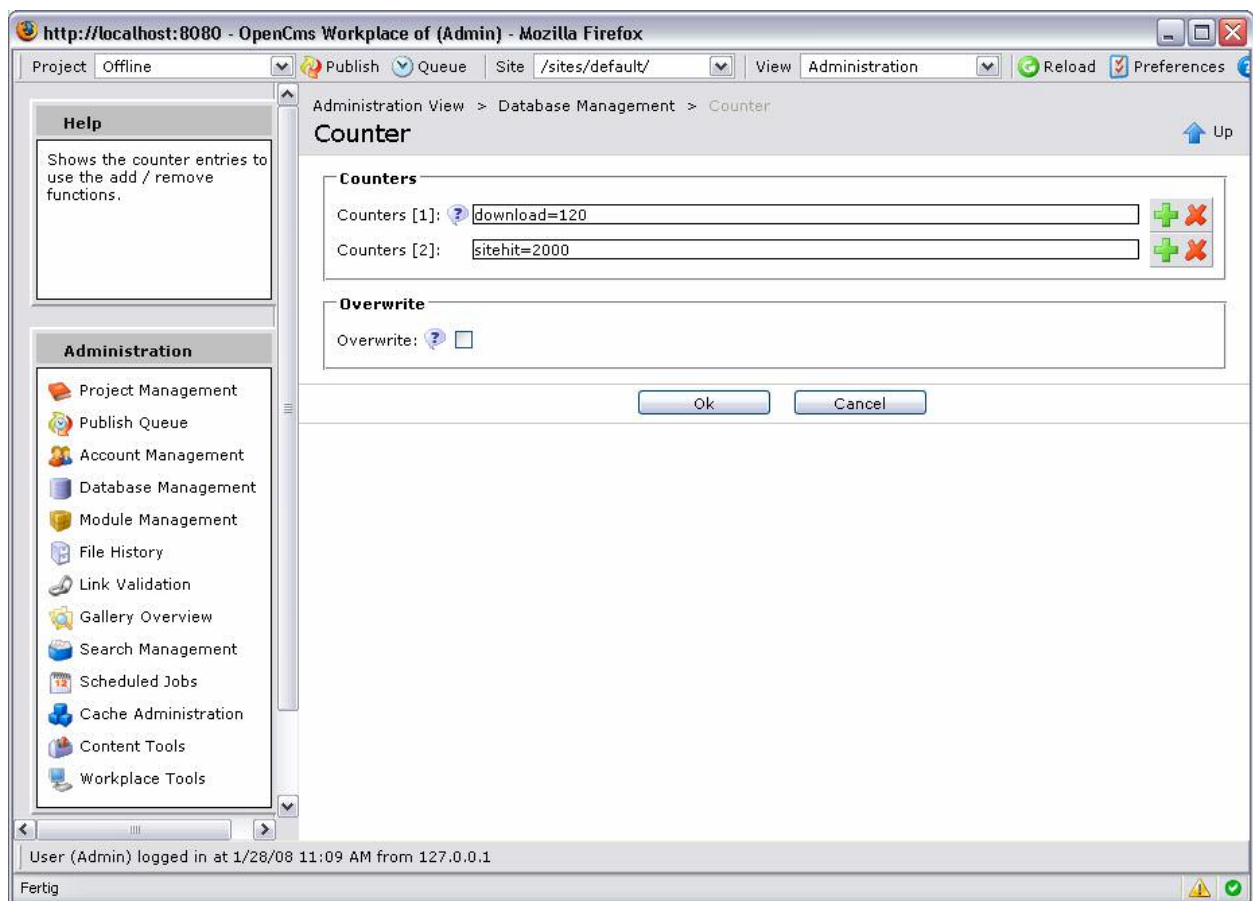 http://localhost:8080 - OpenCms Workplace of (Admin) - Mozilla Firefox
Project Offline Publish Queue Site /sites/default/ View Administration Reload Preferences
Help
Shows the counter entries to
use the add / remove
functions.
Administration
Project Management
Publish Queue
Account Management
Database Management
Module Management
File History
Link Validation
Gallery Overview
Search Management
Scheduled Jobs
Cache Administration
Content Tools
Workplace Tools
Administration View > Database Management > Counter
Counter
Up
Counters
Counters [1]: download=120
Counters [2]: sitehit=2000
Overwrite
Overwrite:
Ok Cancel
User (Admin) logged in at 1/28/08 11:09 AM from 127.0.0.1
Fertig